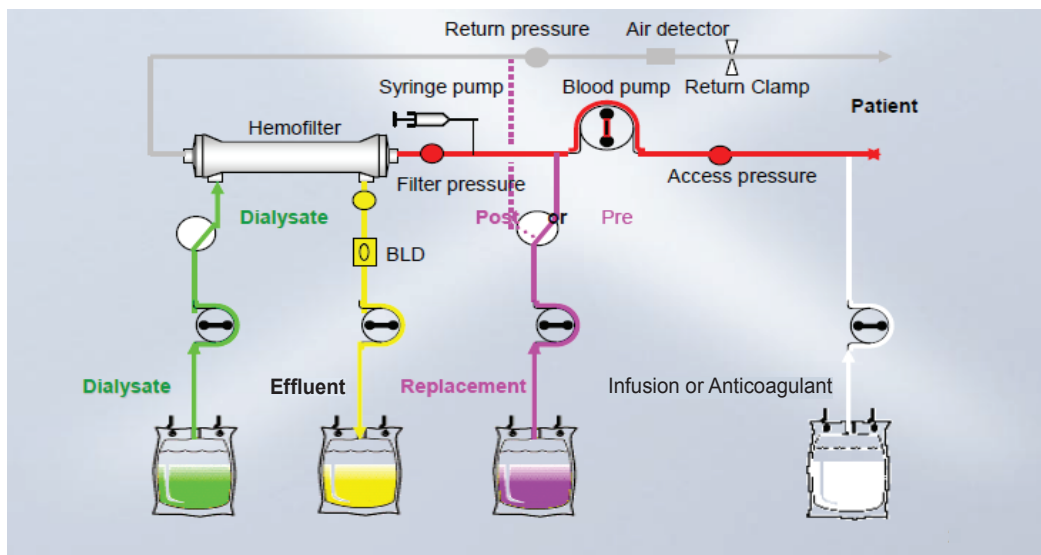 Return pressure
Air detector
Syringe pump
Blood pump
Return Clamp
Patient
Hemofilter
Filter pressure
Access pressure
Dialysate
Post or Pre
BLD
Dialysate
Effluent
Replacement
Infusion or Anticoagulant